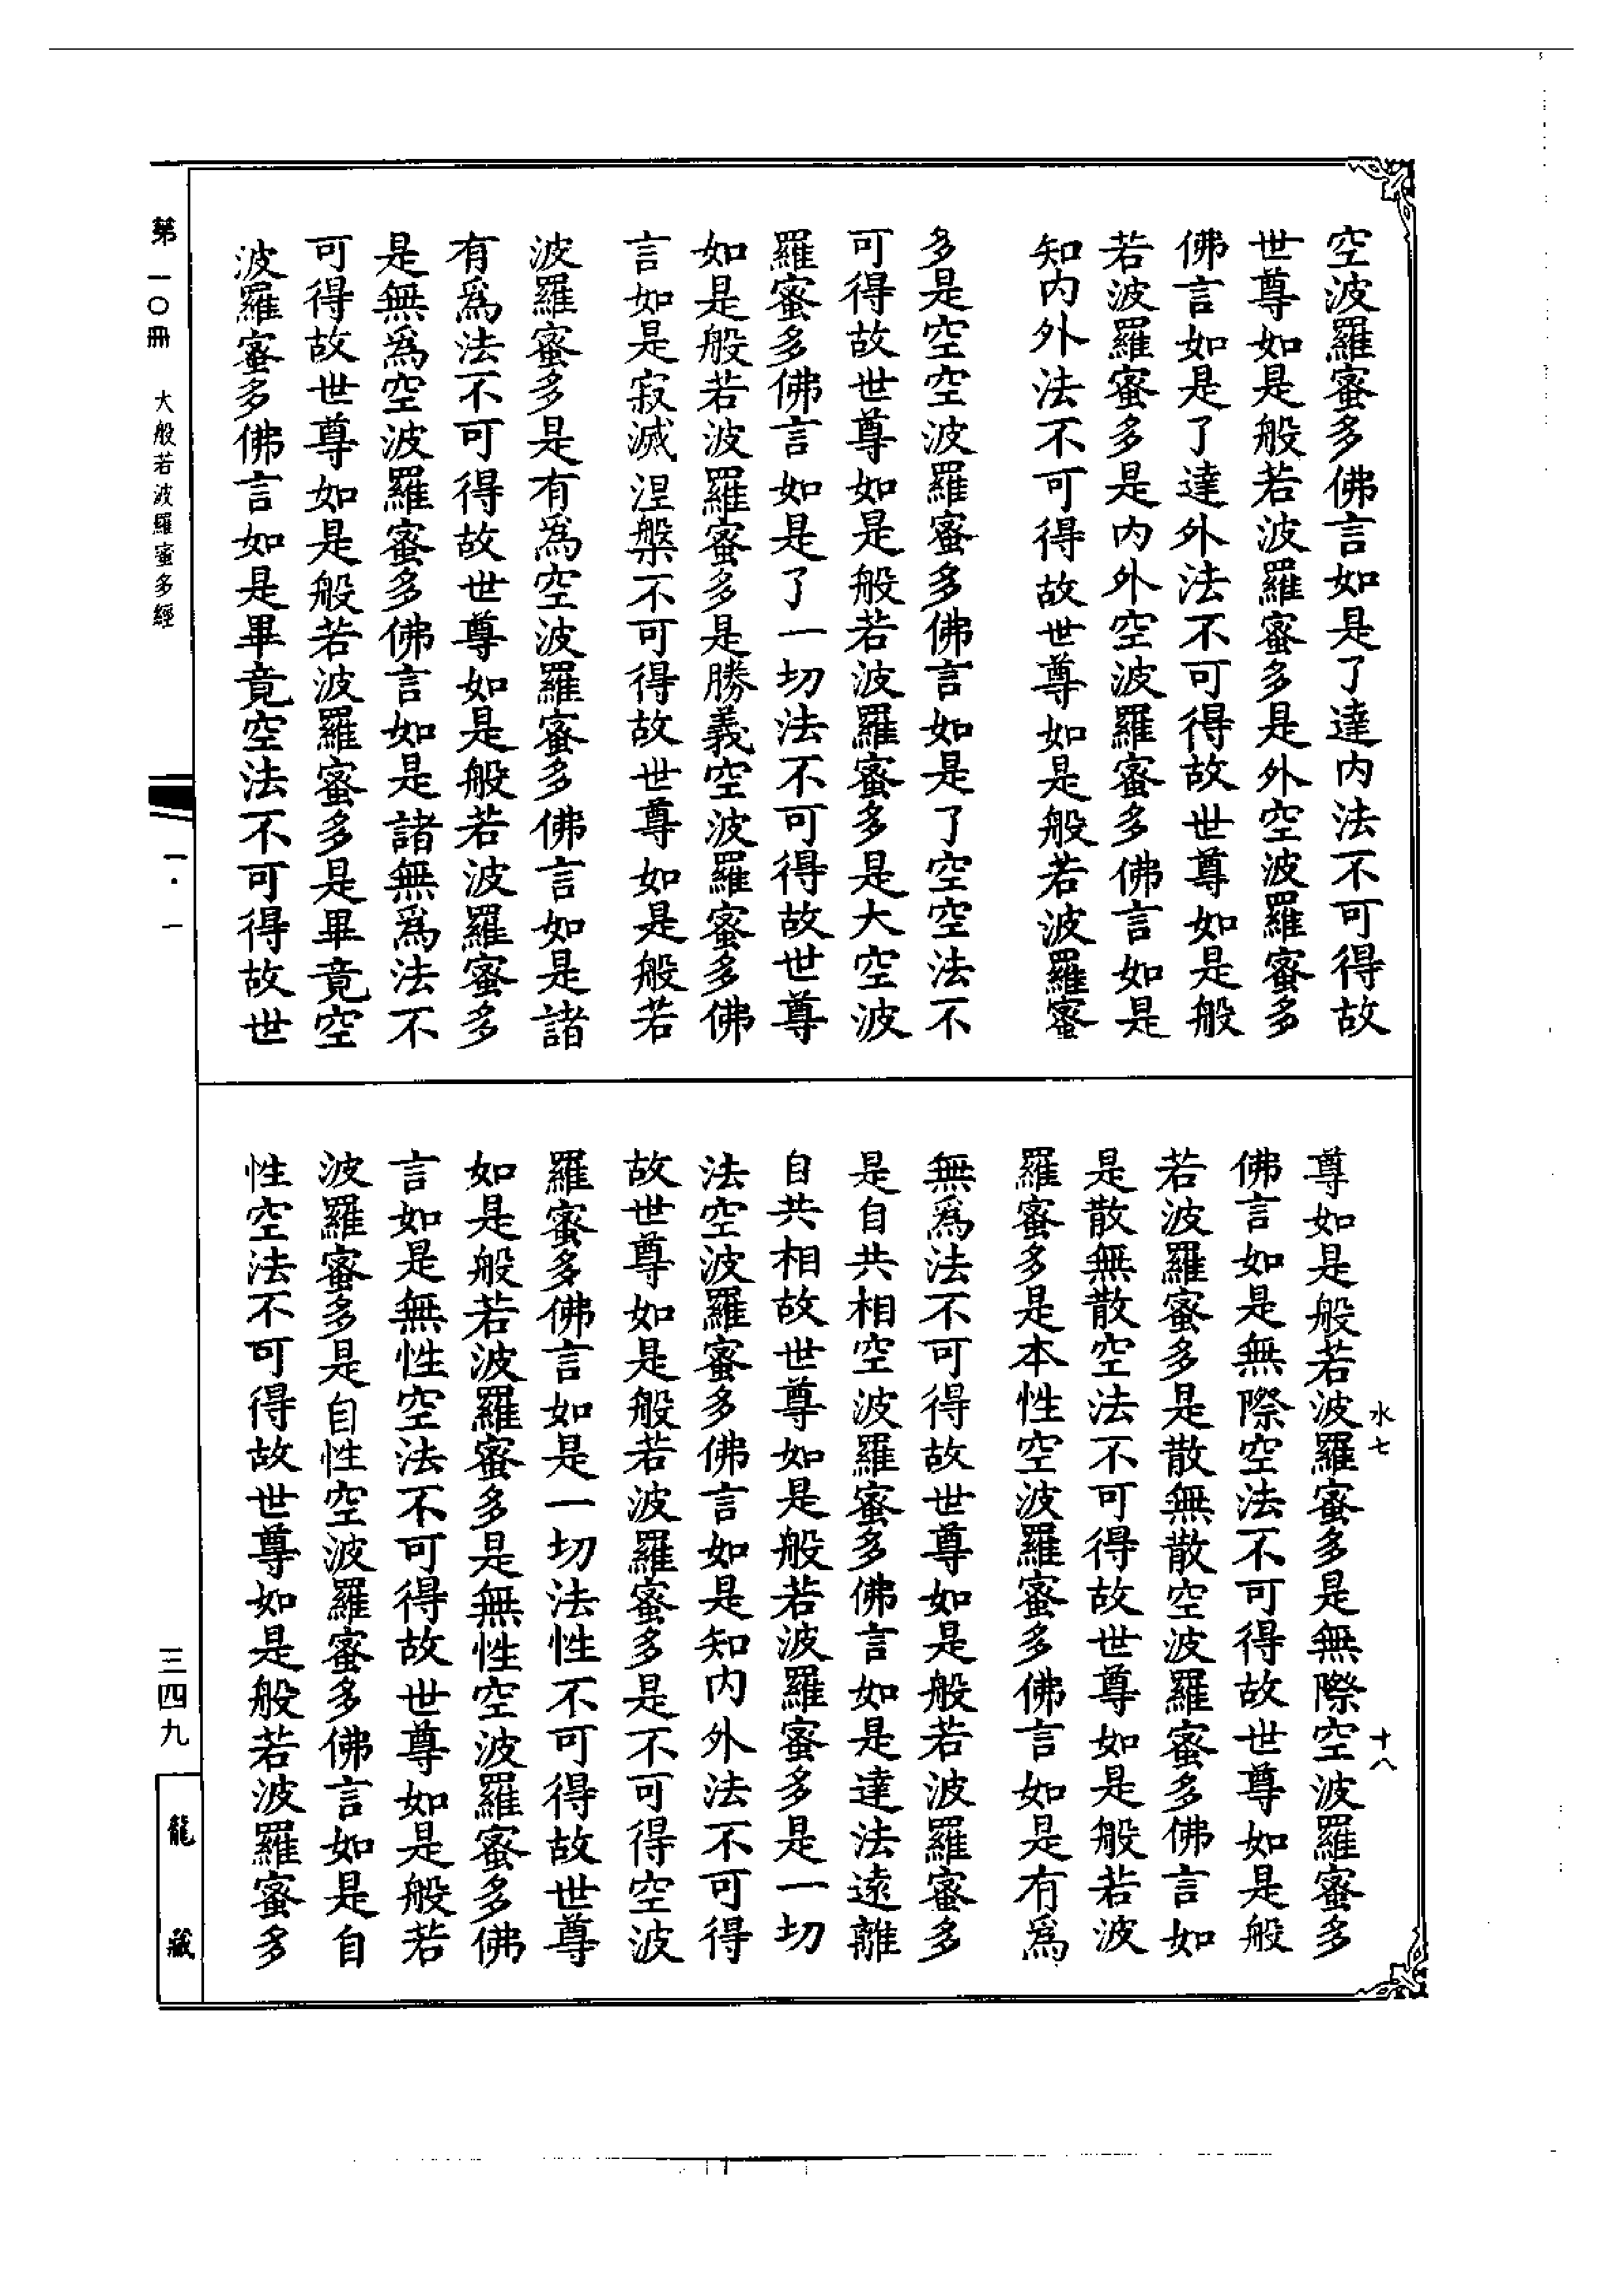 空波羅蜜多佛言如是了達内法不可得故
世尊如是般若波羅蜜多是外空波羅蜜多
佛言如是了達外法不可得故世尊如是般
若波羅蜜多是内外空波羅蜜多佛言如是
知内外法不可得故世尊如是般若波羅蜜
多是空空波羅蜜多佛言如是了空空法不
可得故世尊如是般若波羅蜜多是大空波
羅蜜多佛言如是了一切法不可得故世尊
如是般若波羅蜜多是勝義空波羅蜜多佛
言如是寂滅涅槃不可得故世尊如是般若
波羅蜜多是有為空波羅蜜多佛言如是諸
有為法不可得故世尊如是般若波羅蜜多
是無為空波羅蜜多佛言如是諸無為法不
可得故世尊如是般若波羅蜜多是畢竟空
波羅蜜多佛言如是畢竟空法不可得故世
水七
十八
尊如是般若波羅蜜多是無際空波羅蜜多
佛言如是無際空法不可得故世尊如是般
若波羅蜜多是散無散空波羅蜜多佛言如
是散無散空法不可得故世尊如是般若波
羅蜜多是本性空波羅蜜多佛言如是有為
無為法不可得故世尊如是般若波羅蜜多
是自共相空波羅蜜多佛言如是達法遠離
自共相故世尊如是般若波羅蜜多是一切
法空波羅蜜多佛言如是知内外法不可得
故世尊如是般若波羅蜜多是不可得空波
羅蜜多佛言如是一切法性不可得故世尊
如是般若波羅蜜多是無性空波羅蜜多佛
言如是無性空法不可得故世尊如是般若
波羅蜜多是自性空波羅蜜多佛言如是自
性空法不可得故世尊如是般若波羅蜜多
第一〇冊 大般若波羅蜜多經
一·一
三四九
龍藏